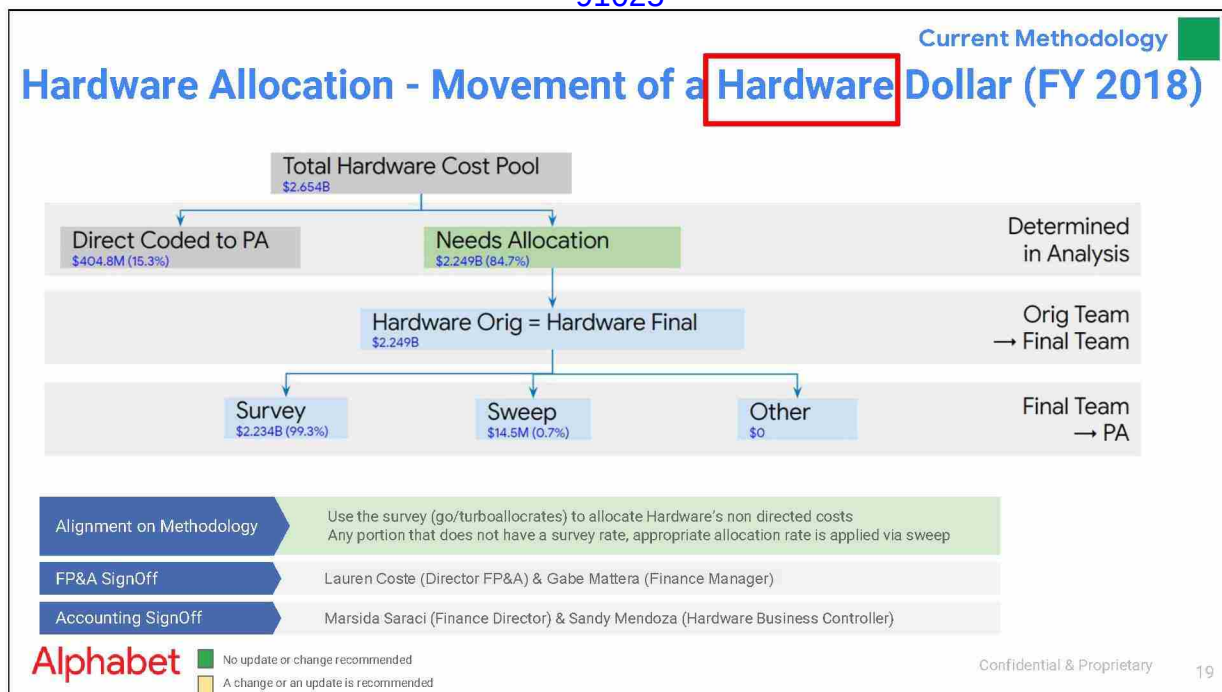 Current Methodology
Hardware Allocation - Movement of a Hardware Dollar (FY 2018)
Total Hardware Cost Pool
$2.654B
Direct Coded to PA
$404.8M (15.3%)
Needs Allocation
$2.249B (84.7%)
Determined
in Analysis
Hardware Orig = Hardware Final
$2.249B
Orig Team
→ Final Team
Survey
$2.234B (99.3%)
Sweep
$14.5M (0.7%)
Other
$0
Final Team
→ PA
Alignment on Methodology
Use the survey (go/turboallocrates) to allocate Hardware's non directed costs
Any portion that does not have a survey rate, appropriate allocation rate is applied via sweep
FP&A SignOff
Lauren Coste (Director FP&A) & Gabe Mattera (Finance Manager)
Accounting SignOff
Marsida Saraci (Finance Director) & Sandy Mendoza (Hardware Business Controller)
Alphabet
No update or change recommended
A change or an update is recommended
Confidential & Proprietary
19